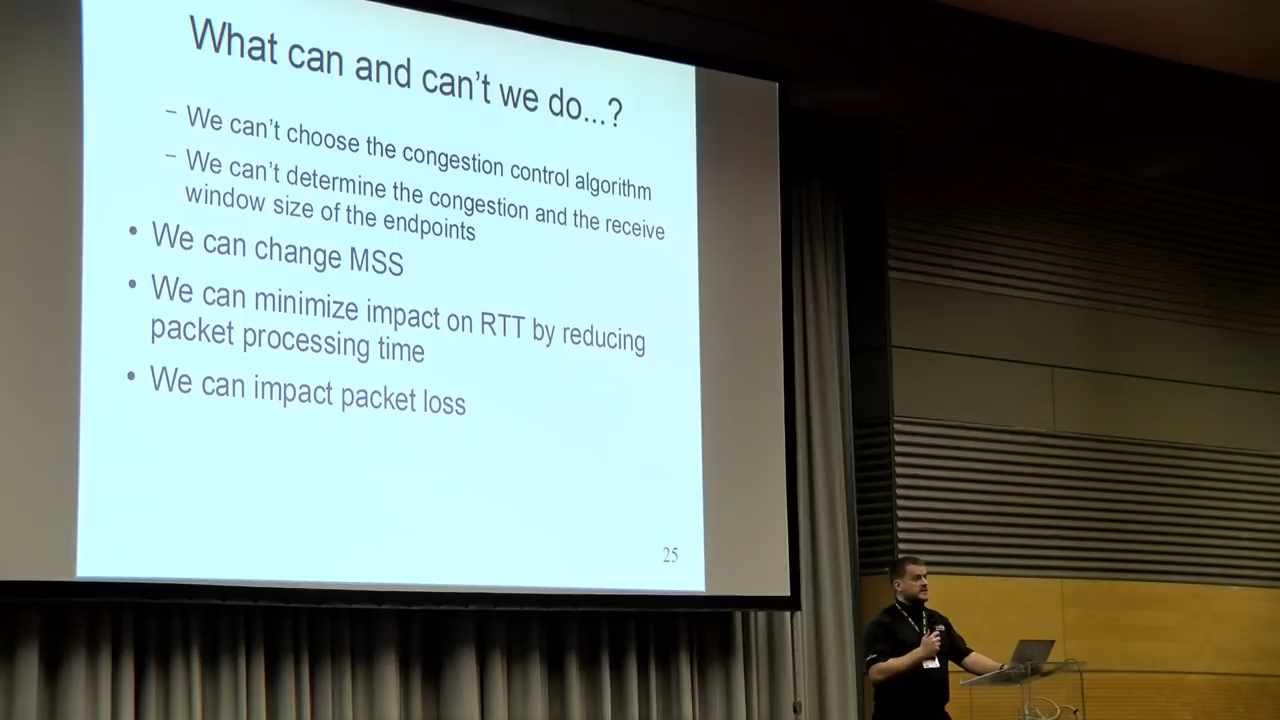 What can and can't we do...?
– We can't choose the congestion control algorithm
– We can't determine the congestion and the receive
window size of the endpoints
• We can change MSS
• We can minimize impact on RTT by reducing
packet processing time
• We can impact packet loss
25